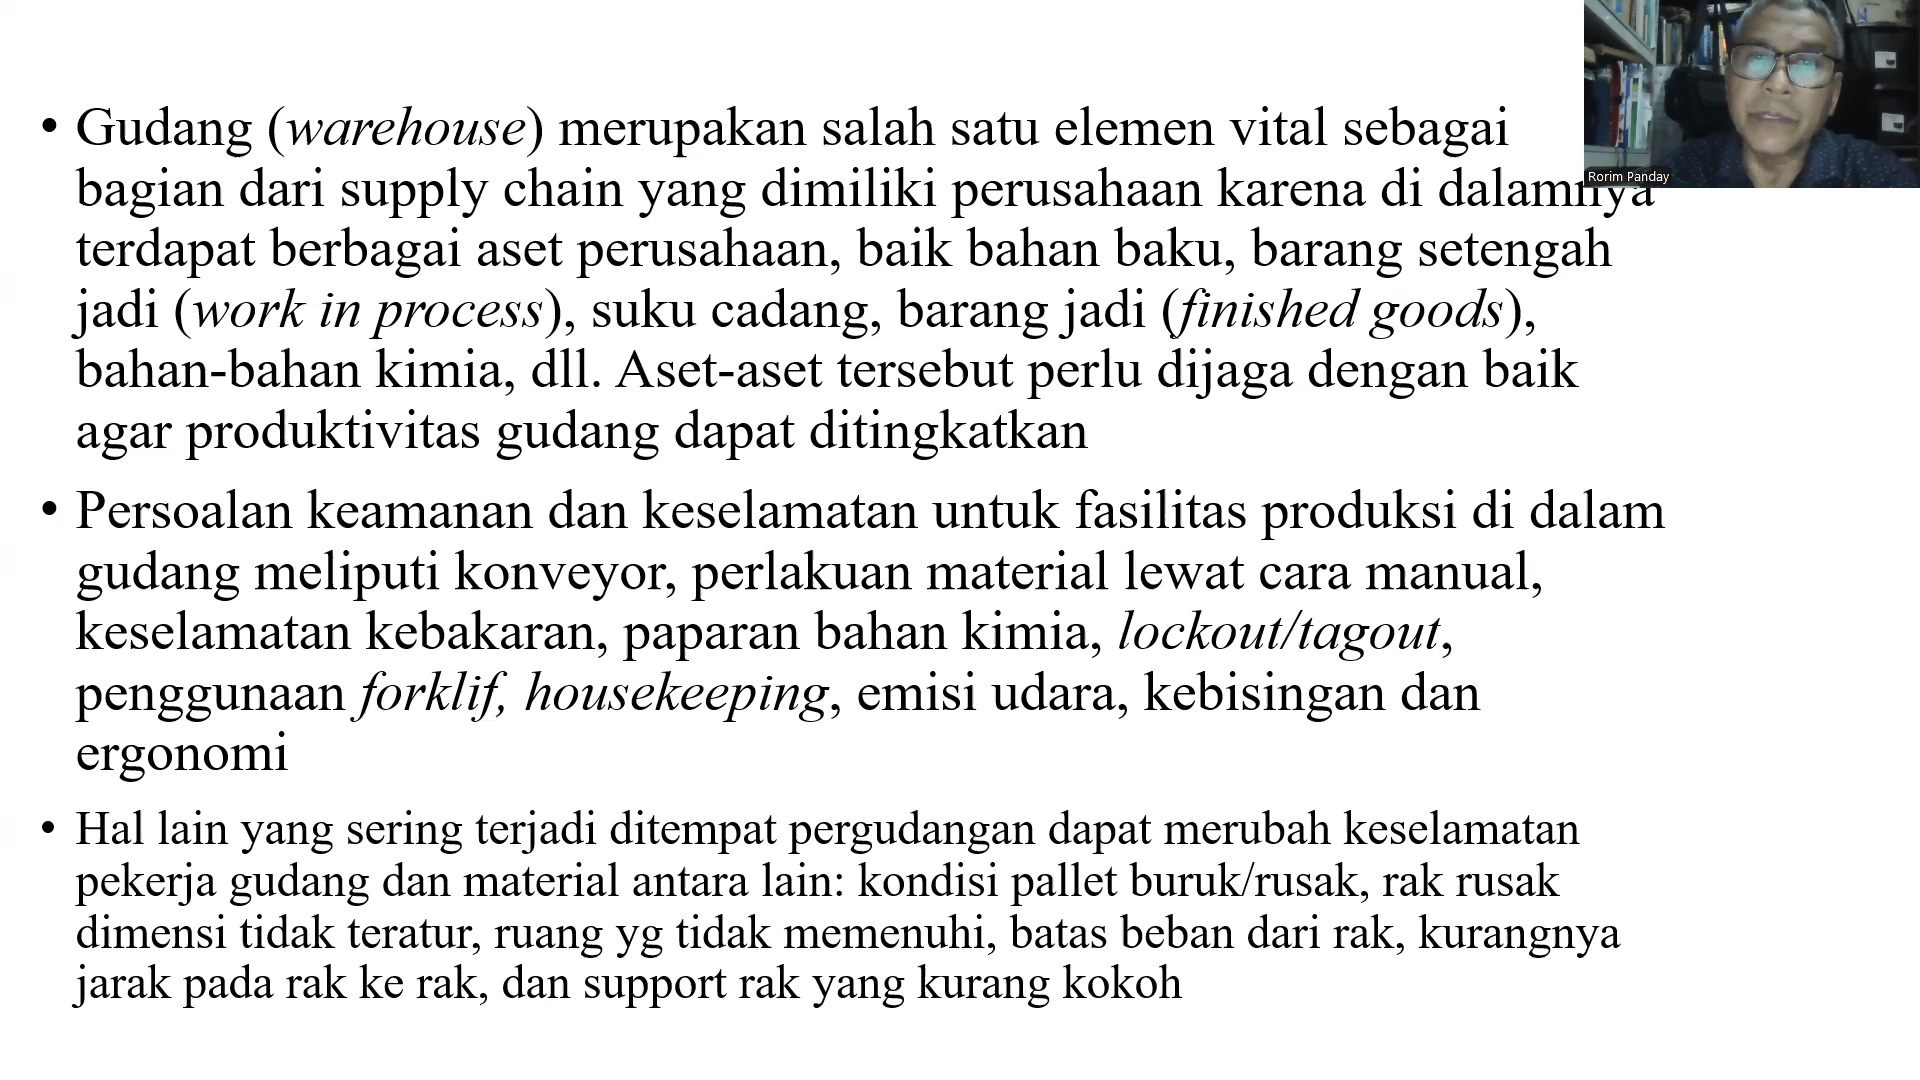 • Gudang (warehouse) merupakan salah satu elemen vital sebagai
bagian dari supply chain yang dimiliki perusahaan karena di dalamnya
terdapat berbagai aset perusahaan, baik bahan baku, barang setengah
jadi (work in process), suku cadang, barang jadi (finished goods),
bahan-bahan kimia, dll. Aset-aset tersebut perlu dijaga dengan baik
agar produktivitas gudang dapat ditingkatkan
• Persoalan keamanan dan keselamatan untuk fasilitas produksi di dalam
gudang meliputi konveyor, perlakuan material lewat cara manual,
keselamatan kebakaran, paparan bahan kimia, lockout/tagout,
penggunaan forklif, housekeeping, emisi udara, kebisingan dan
ergonomi
• Hal lain yang sering terjadi ditempat pergudangan dapat merubah keselamatan
pekerja gudang dan material antara lain: kondisi pallet buruk/rusak, rak rusak
dimensi tidak teratur, ruang yg tidak memenuhi, batas beban dari rak, kurangnya
jarak pada rak ke rak, dan support rak yang kurang kokoh
Rorim Panday